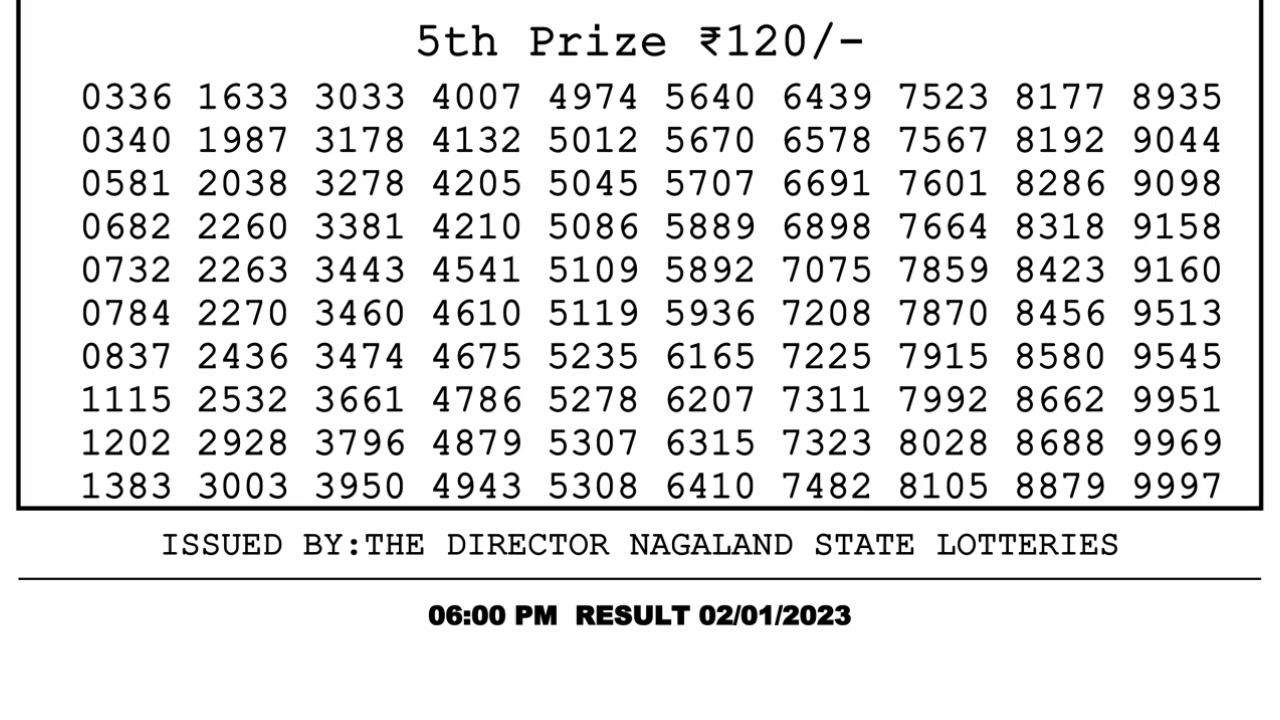 5th Prize ₹120/-
0336 1633 3033 4007 4974 5640 6439 7523 8177 8935
0340 1987 3178 4132 5012 5670 6578 7567 8192 9044
0581 2038 3278 4205 5045 5707 6691 7601 8286 9098
0682 2260 3381 4210 5086 5889 6898 7664 8318 9158
0732 2263 3443 4541 5109 5892 7075 7859 8423 9160
0784 2270 3460 4610 5119 5936 7208 7870 8456 9513
0837 2436 3474 4675 5235 6165 7225 7915 8580 9545
1115 2532 3661 4786 5278 6207 7311 7992 8662 9951
1202 2928 3796 4879 5307 6315 7323 8028 8688 9969
1383 3003 3950 4943 5308 6410 7482 8105 8879 9997
ISSUED BY:THE DIRECTOR NAGALAND STATE LOTTERIES
06:00 PM RESULT 02/01/2023